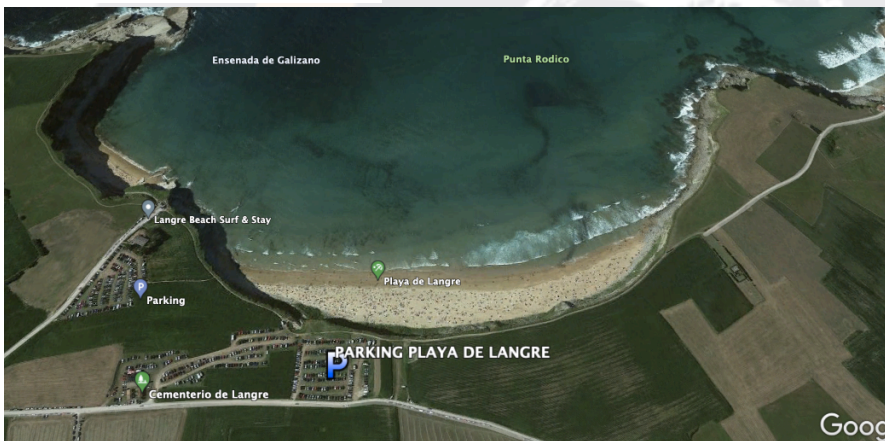 Ensenada de Galizano
Punta Rodico
Langre Beach Surf & Stay
Playa de Langre
P
Parking
PARKING PLAYA DE LANGRE
P
Cementerio de Langre
Goog